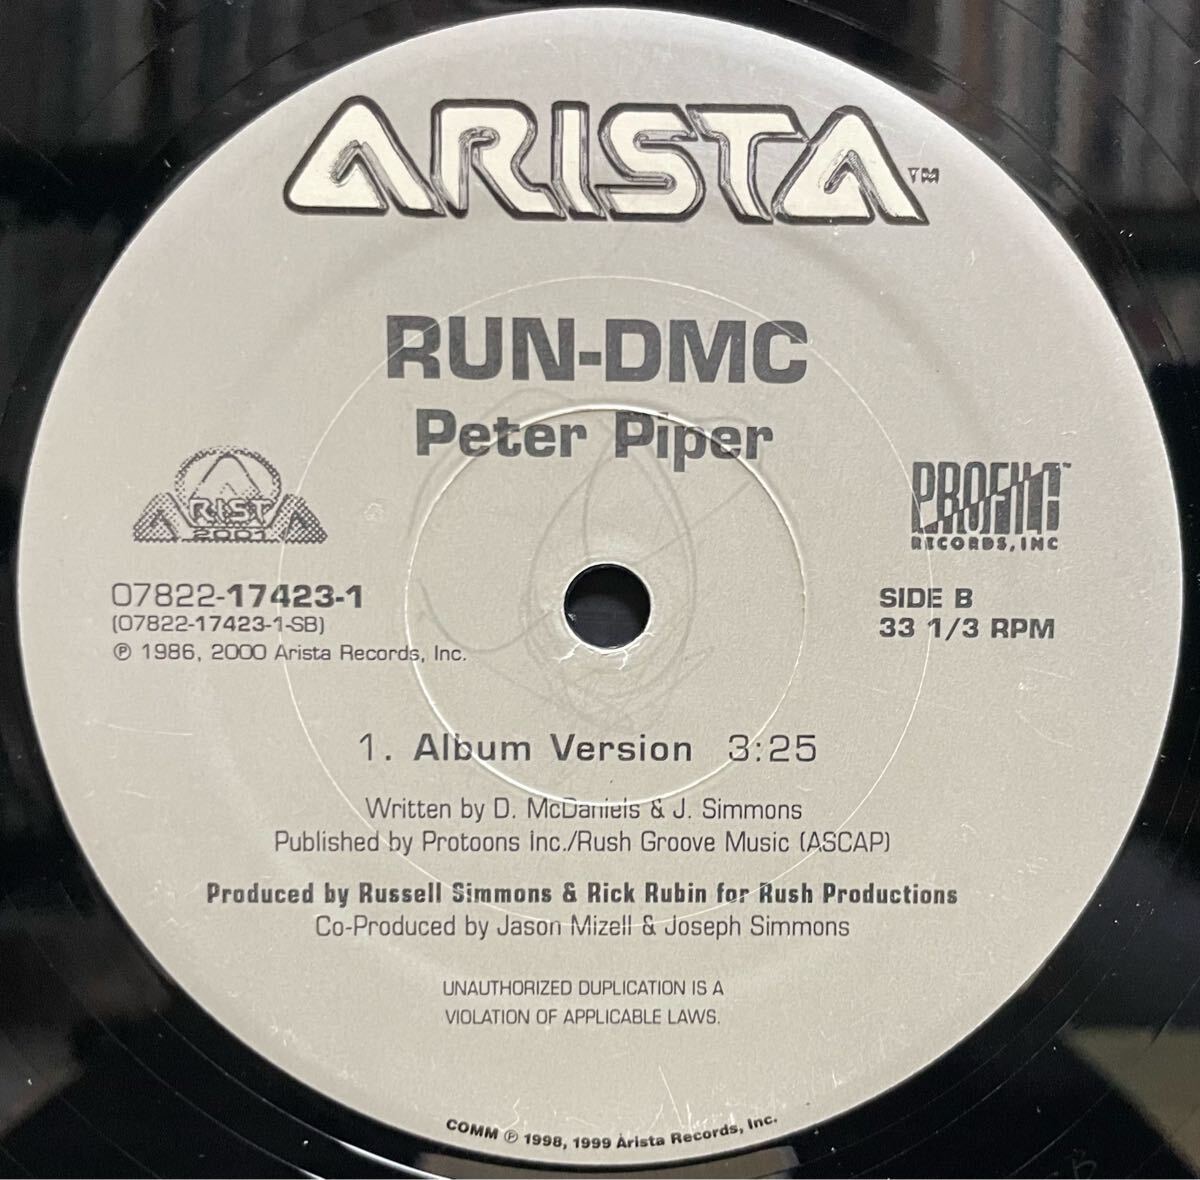 ARISTA™
RUN-DMC
Peter Piper
ARISTA
2001
PROFILE™
RECORDS, INC
07822-17423-1
(07822-17423-1-SB)
℗ 1986, 2000 Arista Records, Inc.
SIDE B
33 1/3 RPM
1. Album Version 3:25
Written by D. McDaniels & J. Simmons
Published by Protoons Inc./Rush Groove Music (ASCAP)
Produced by Russell Simmons & Rick Rubin for Rush Productions
Co-Produced by Jason Mizell & Joseph Simmons
UNAUTHORIZED DUPLICATION IS A
VIOLATION OF APPLICABLE LAWS.
COMM ℗ 1998, 1999 Arista Records, Inc.